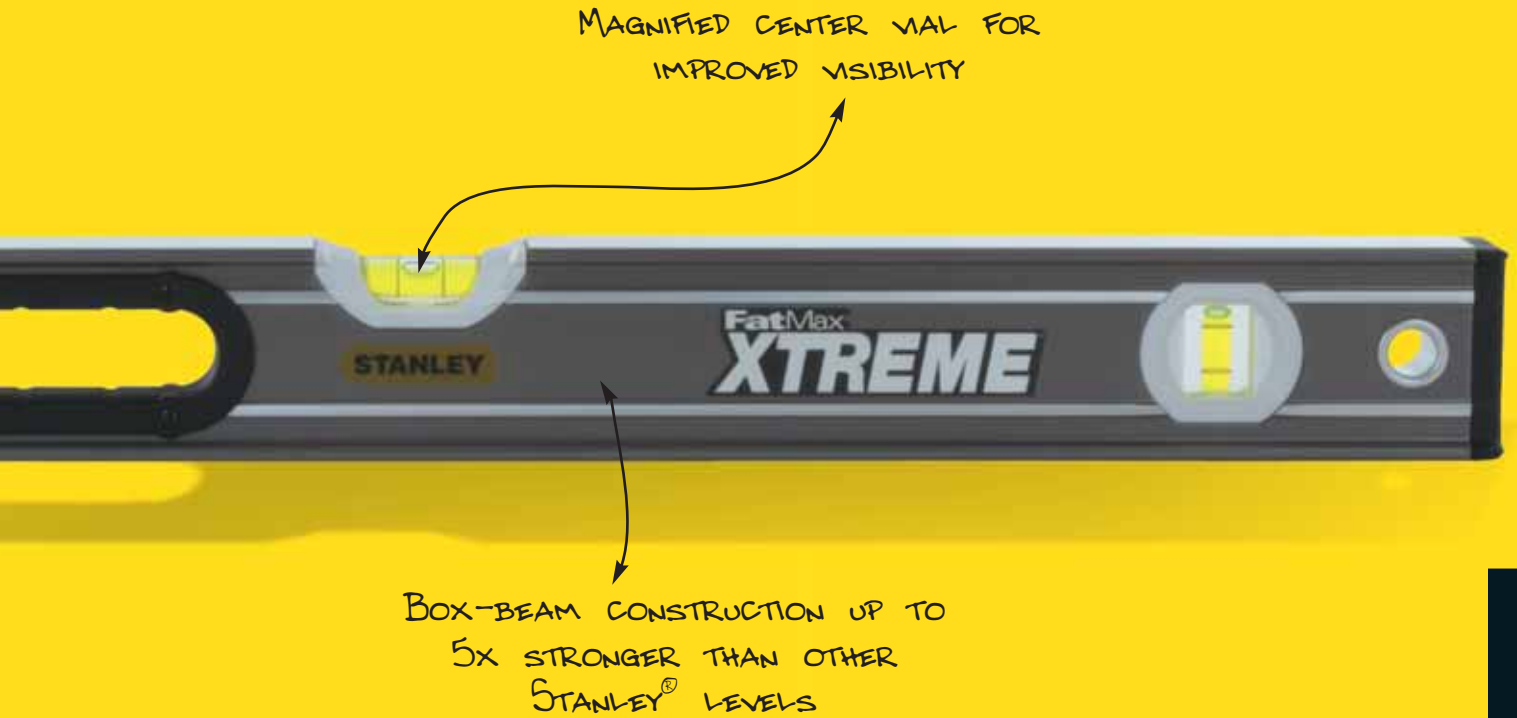 Magnified center vial for
improved visibility
FatMax
XTREME
STANLEY
Box-beam construction up to
5x stronger than other
Stanley® levels